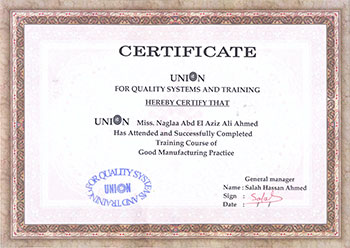 CERTIFICATE
UNION
FOR QUALITY SYSTEMS AND TRAINING
HEREBY CERTIFY THAT
UNION Miss. Naglaa Abd El Aziz Ali Ahmed
Has Attended and Successfully Completed
Training Course of
Good Manufacturing Practice
General manager
Name : Salah Hassan Ahmed
Sign :
Date :
FOR QUALITY SYSTEMS AND TRAINING
UNION